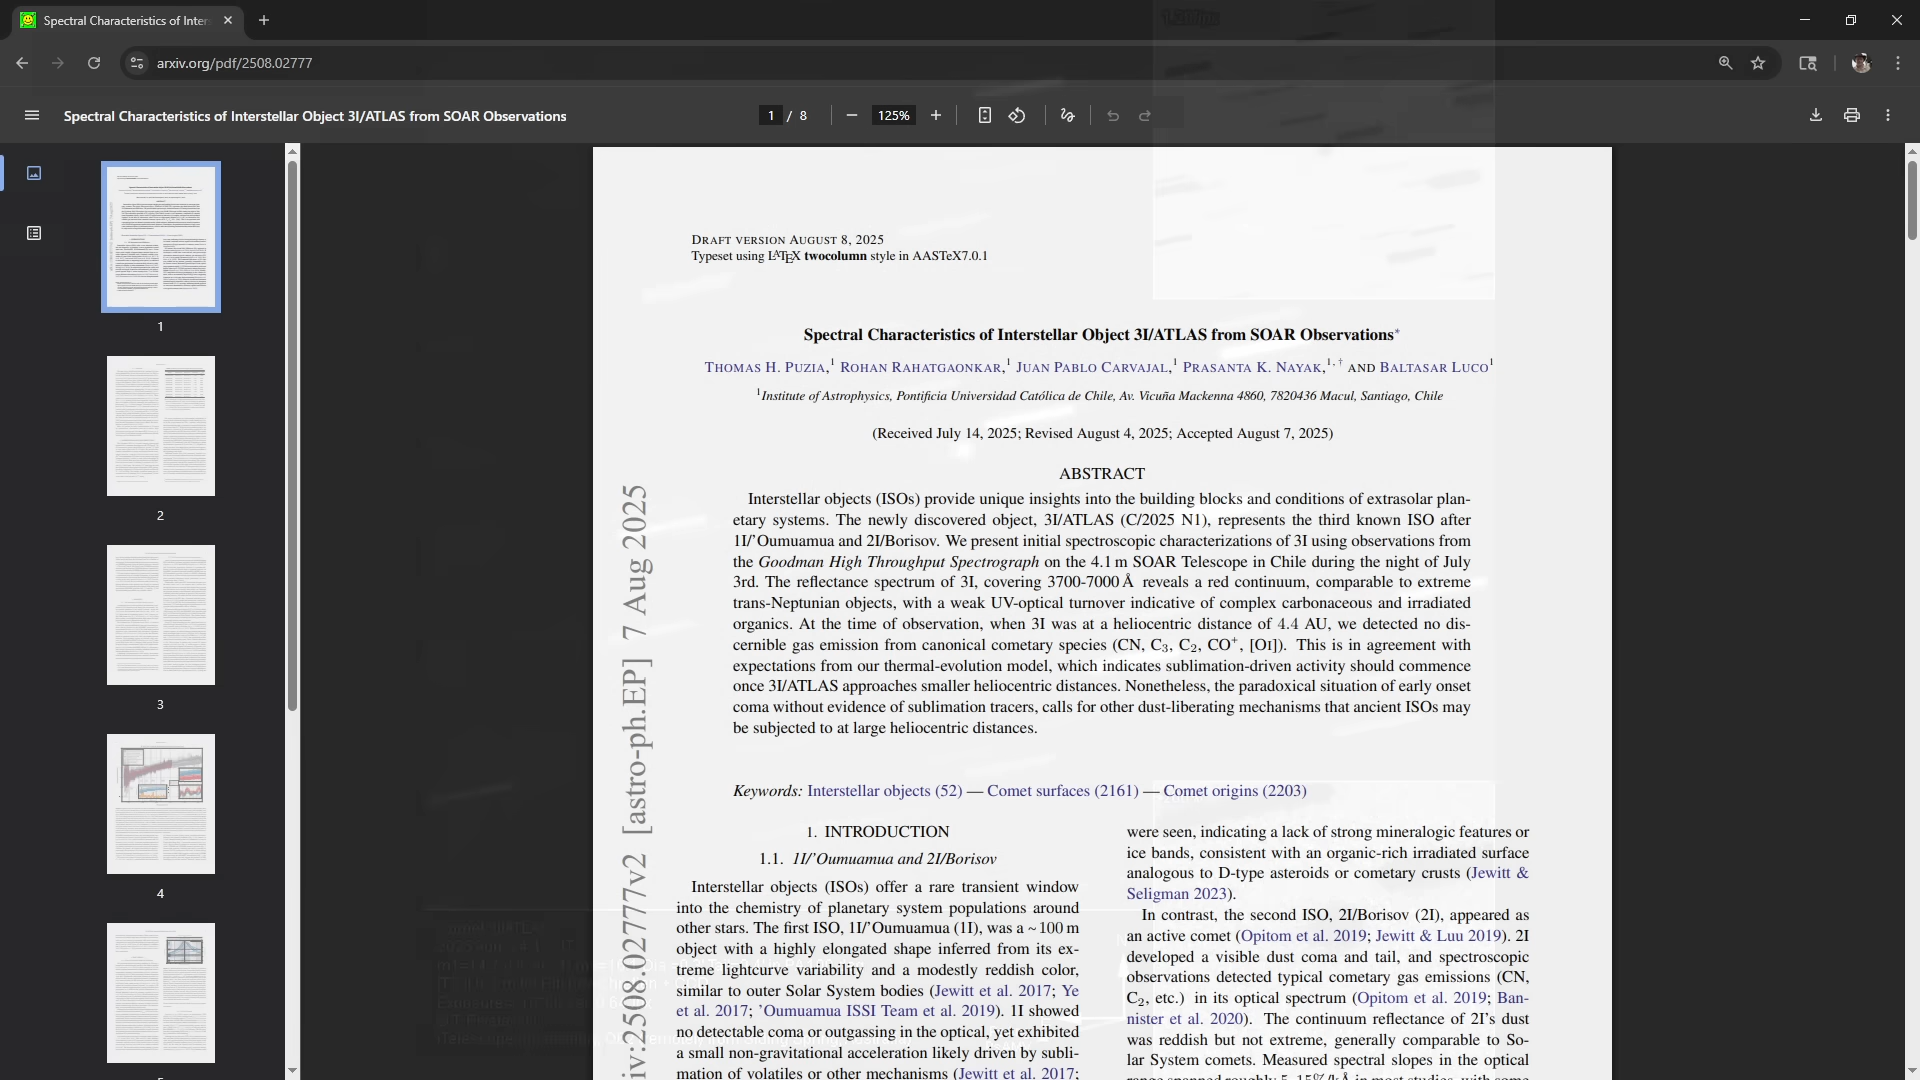 Spectral Characteristics of Inters
arxiv.org/pdf/2508.02777
Spectral Characteristics of Interstellar Object 3I/ATLAS from SOAR Observations
1 / 8
125%
1
2
3
4
DRAFT VERSION AUGUST 8, 2025
Typeset using LATEX twocolumn style in AASTeX7.0.1
Spectral Characteristics of Interstellar Object 3I/ATLAS from SOAR Observations*
THOMAS H. PUZIA,1 ROHAN RAHATGAONKAR,1 JUAN PABLO CARVAJAL,1 PRASANTA K. NAYAK,1, † AND BALTASAR LUCO1
1Institute of Astrophysics, Pontificia Universidad Católica de Chile, Av. Vicuña Mackenna 4860, 7820436 Macul, Santiago, Chile
(Received July 14, 2025; Revised August 4, 2025; Accepted August 7, 2025)
ABSTRACT
Interstellar objects (ISOs) provide unique insights into the building blocks and conditions of extrasolar plan-
etary systems. The newly discovered object, 3I/ATLAS (C/2025 N1), represents the third known ISO after
1I/'Oumuamua and 2I/Borisov. We present initial spectroscopic characterizations of 3I using observations from
the Goodman High Throughput Spectrograph on the 4.1 m SOAR Telescope in Chile during the night of July
3rd. The reflectance spectrum of 3I, covering 3700-7000 Å reveals a red continuum, comparable to extreme
trans-Neptunian objects, with a weak UV-optical turnover indicative of complex carbonaceous and irradiated
organics. At the time of observation, when 3I was at a heliocentric distance of 4.4 AU, we detected no dis-
cernible gas emission from canonical cometary species (CN, C3, C2, CO+, [OI]). This is in agreement with
expectations from our thermal-evolution model, which indicates sublimation-driven activity should commence
once 3I/ATLAS approaches smaller heliocentric distances. Nonetheless, the paradoxical situation of early onset
coma without evidence of sublimation tracers, calls for other dust-liberating mechanisms that ancient ISOs may
be subjected to at large heliocentric distances.
Keywords: Interstellar objects (52) — Comet surfaces (2161) — Comet origins (2203)
1. INTRODUCTION
1.1. 1I/'Oumuamua and 2I/Borisov
Interstellar objects (ISOs) offer a rare transient window
into the chemistry of planetary system populations around
other stars. The first ISO, 1I/'Oumuamua (1I), was a ~100 m
object with a highly elongated shape inferred from its ex-
treme lightcurve variability and a modestly reddish color,
similar to outer Solar System bodies (Jewitt et al. 2017; Ye
et al. 2017; 'Oumuamua ISSI Team et al. 2019). 1I showed
no detectable coma or outgassing in the optical, yet exhibited
a small non-gravitational acceleration likely driven by subli-
mation of volatiles or other mechanisms (Jewitt et al. 2017;
were seen, indicating a lack of strong mineralogic features or
ice bands, consistent with an organic-rich irradiated surface
analogous to D-type asteroids or cometary crusts (Jewitt &
Seligman 2023).
In contrast, the second ISO, 2I/Borisov (2I), appeared as
an active comet (Opitom et al. 2019; Jewitt & Luu 2019). 2I
developed a visible dust coma and tail, and spectroscopic
observations detected typical cometary gas emissions (CN,
C2, etc.) in its optical spectrum (Opitom et al. 2019; Ban-
nister et al. 2020). The continuum reflectance of 2I's dust
was reddish but not extreme, generally comparable to So-
lar System comets. Measured spectral slopes in the optical
iv:2508.02777v2 [astro-ph.EP] 7 Aug 2025